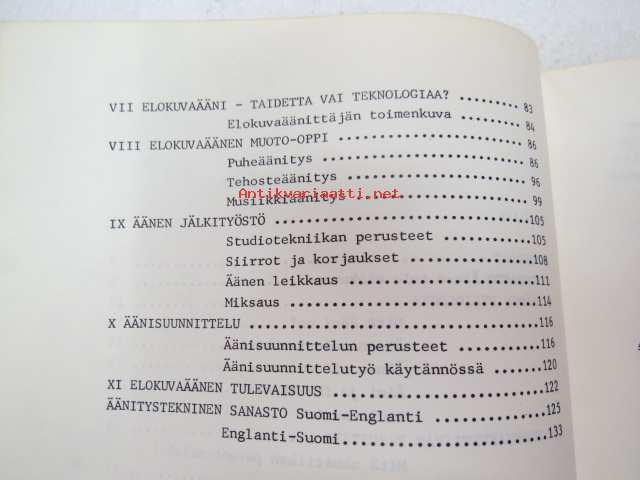 VII ELOKUVAÄÄNI - TAIDETTA VAI TEKNOLOGIAA? ......... 83
Elokuvaäänittäjän toimenkuva ......... 84
VIII ELOKUVAÄÄNEN MUOTO-OPPI .................. 86
Puheäänitys .................... 86
Tehosteäänitys .................. 96
Antikvariaatti.net
Musiikkiäänitys ................. 99
IX ÄÄNEN JÄLKITYÖSTÖ ......................... 105
Studiotekniikan perusteet ............ 105
Siirrot ja korjaukset ................ 108
Äänen leikkaus ..................... 111
Miksaus ........................... 114
X ÄÄNISUUNNITTELU ............................ 116
Äänisuunnittelun perusteet ........... 116
Äänisuunnittelutyö käytännössä ....... 120
XI ELOKUVAÄÄNEN TULEVAISUUS .................. 122
ÄÄNITYSTEKNINEN SANASTO Suomi-Englanti ............ 125
Englanti-Suomi..................... 133